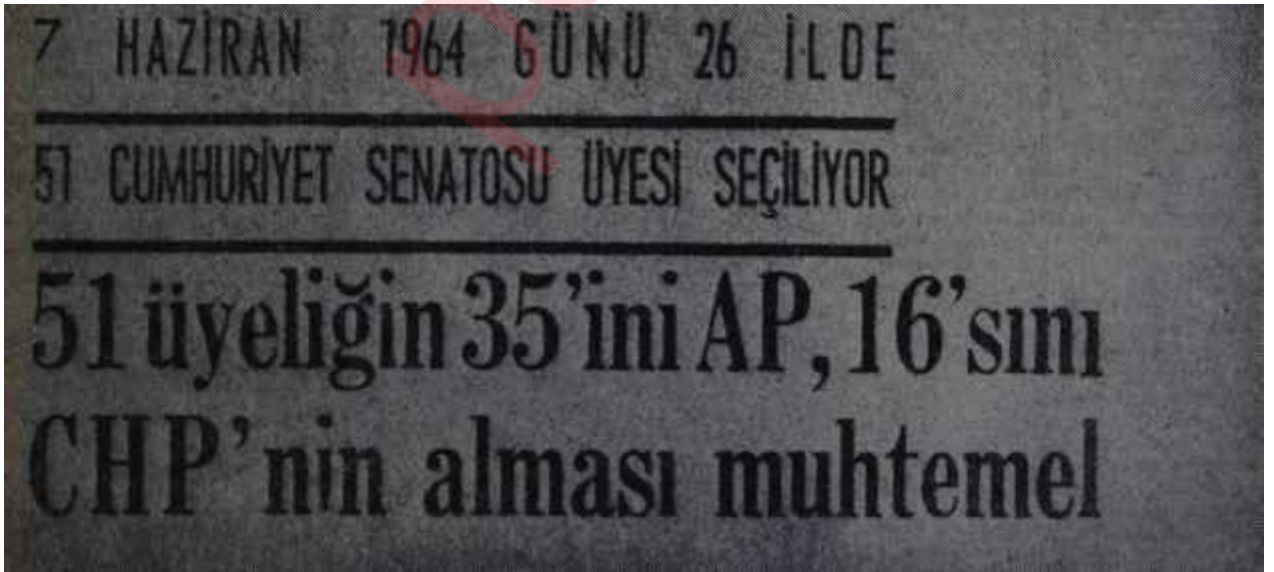 7 HAZİRAN 1964 GÜNÜ 26 İLDE
51 CUMHURİYET SENATOSU ÜYESİ SEÇİLİYOR
51 üyeliğin 35'ini AP, 16'sını
CHP'nin alması muhtemel